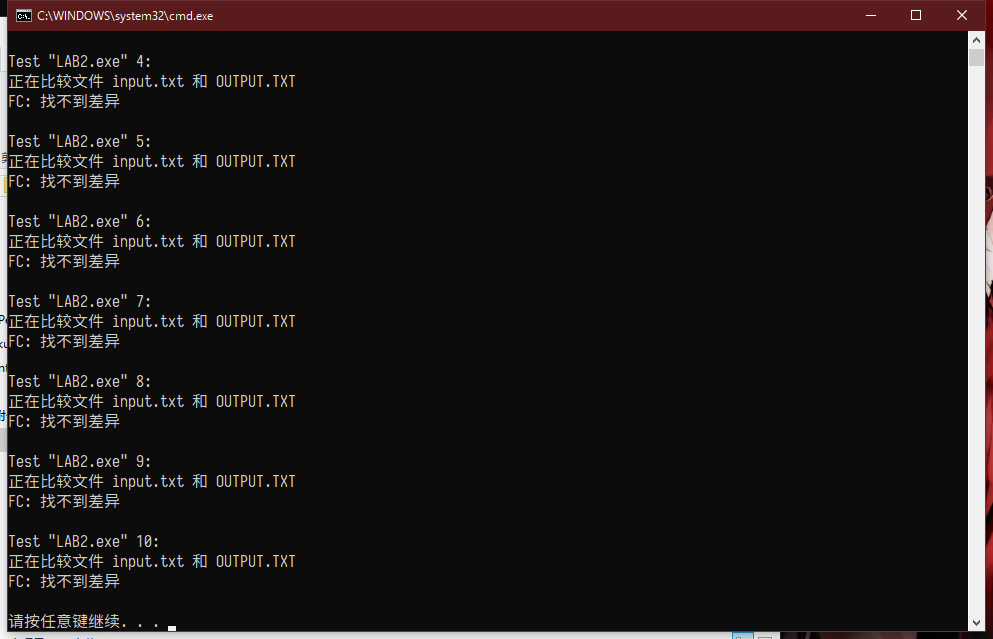 C:\WINDOWS\system32\cmd.exe
Test "LAB2.exe" 4:
正在比较文件 input.txt 和 OUTPUT.TXT
FC: 找不到差异
Test "LAB2.exe" 5:
正在比较文件 input.txt 和 OUTPUT.TXT
FC: 找不到差异
Test "LAB2.exe" 6:
正在比较文件 input.txt 和 OUTPUT.TXT
FC: 找不到差异
Test "LAB2.exe" 7:
正在比较文件 input.txt 和 OUTPUT.TXT
FC: 找不到差异
Test "LAB2.exe" 8:
正在比较文件 input.txt 和 OUTPUT.TXT
FC: 找不到差异
Test "LAB2.exe" 9:
正在比较文件 input.txt 和 OUTPUT.TXT
FC: 找不到差异
Test "LAB2.exe" 10:
正在比较文件 input.txt 和 OUTPUT.TXT
FC: 找不到差异
请按任意键继续. . .